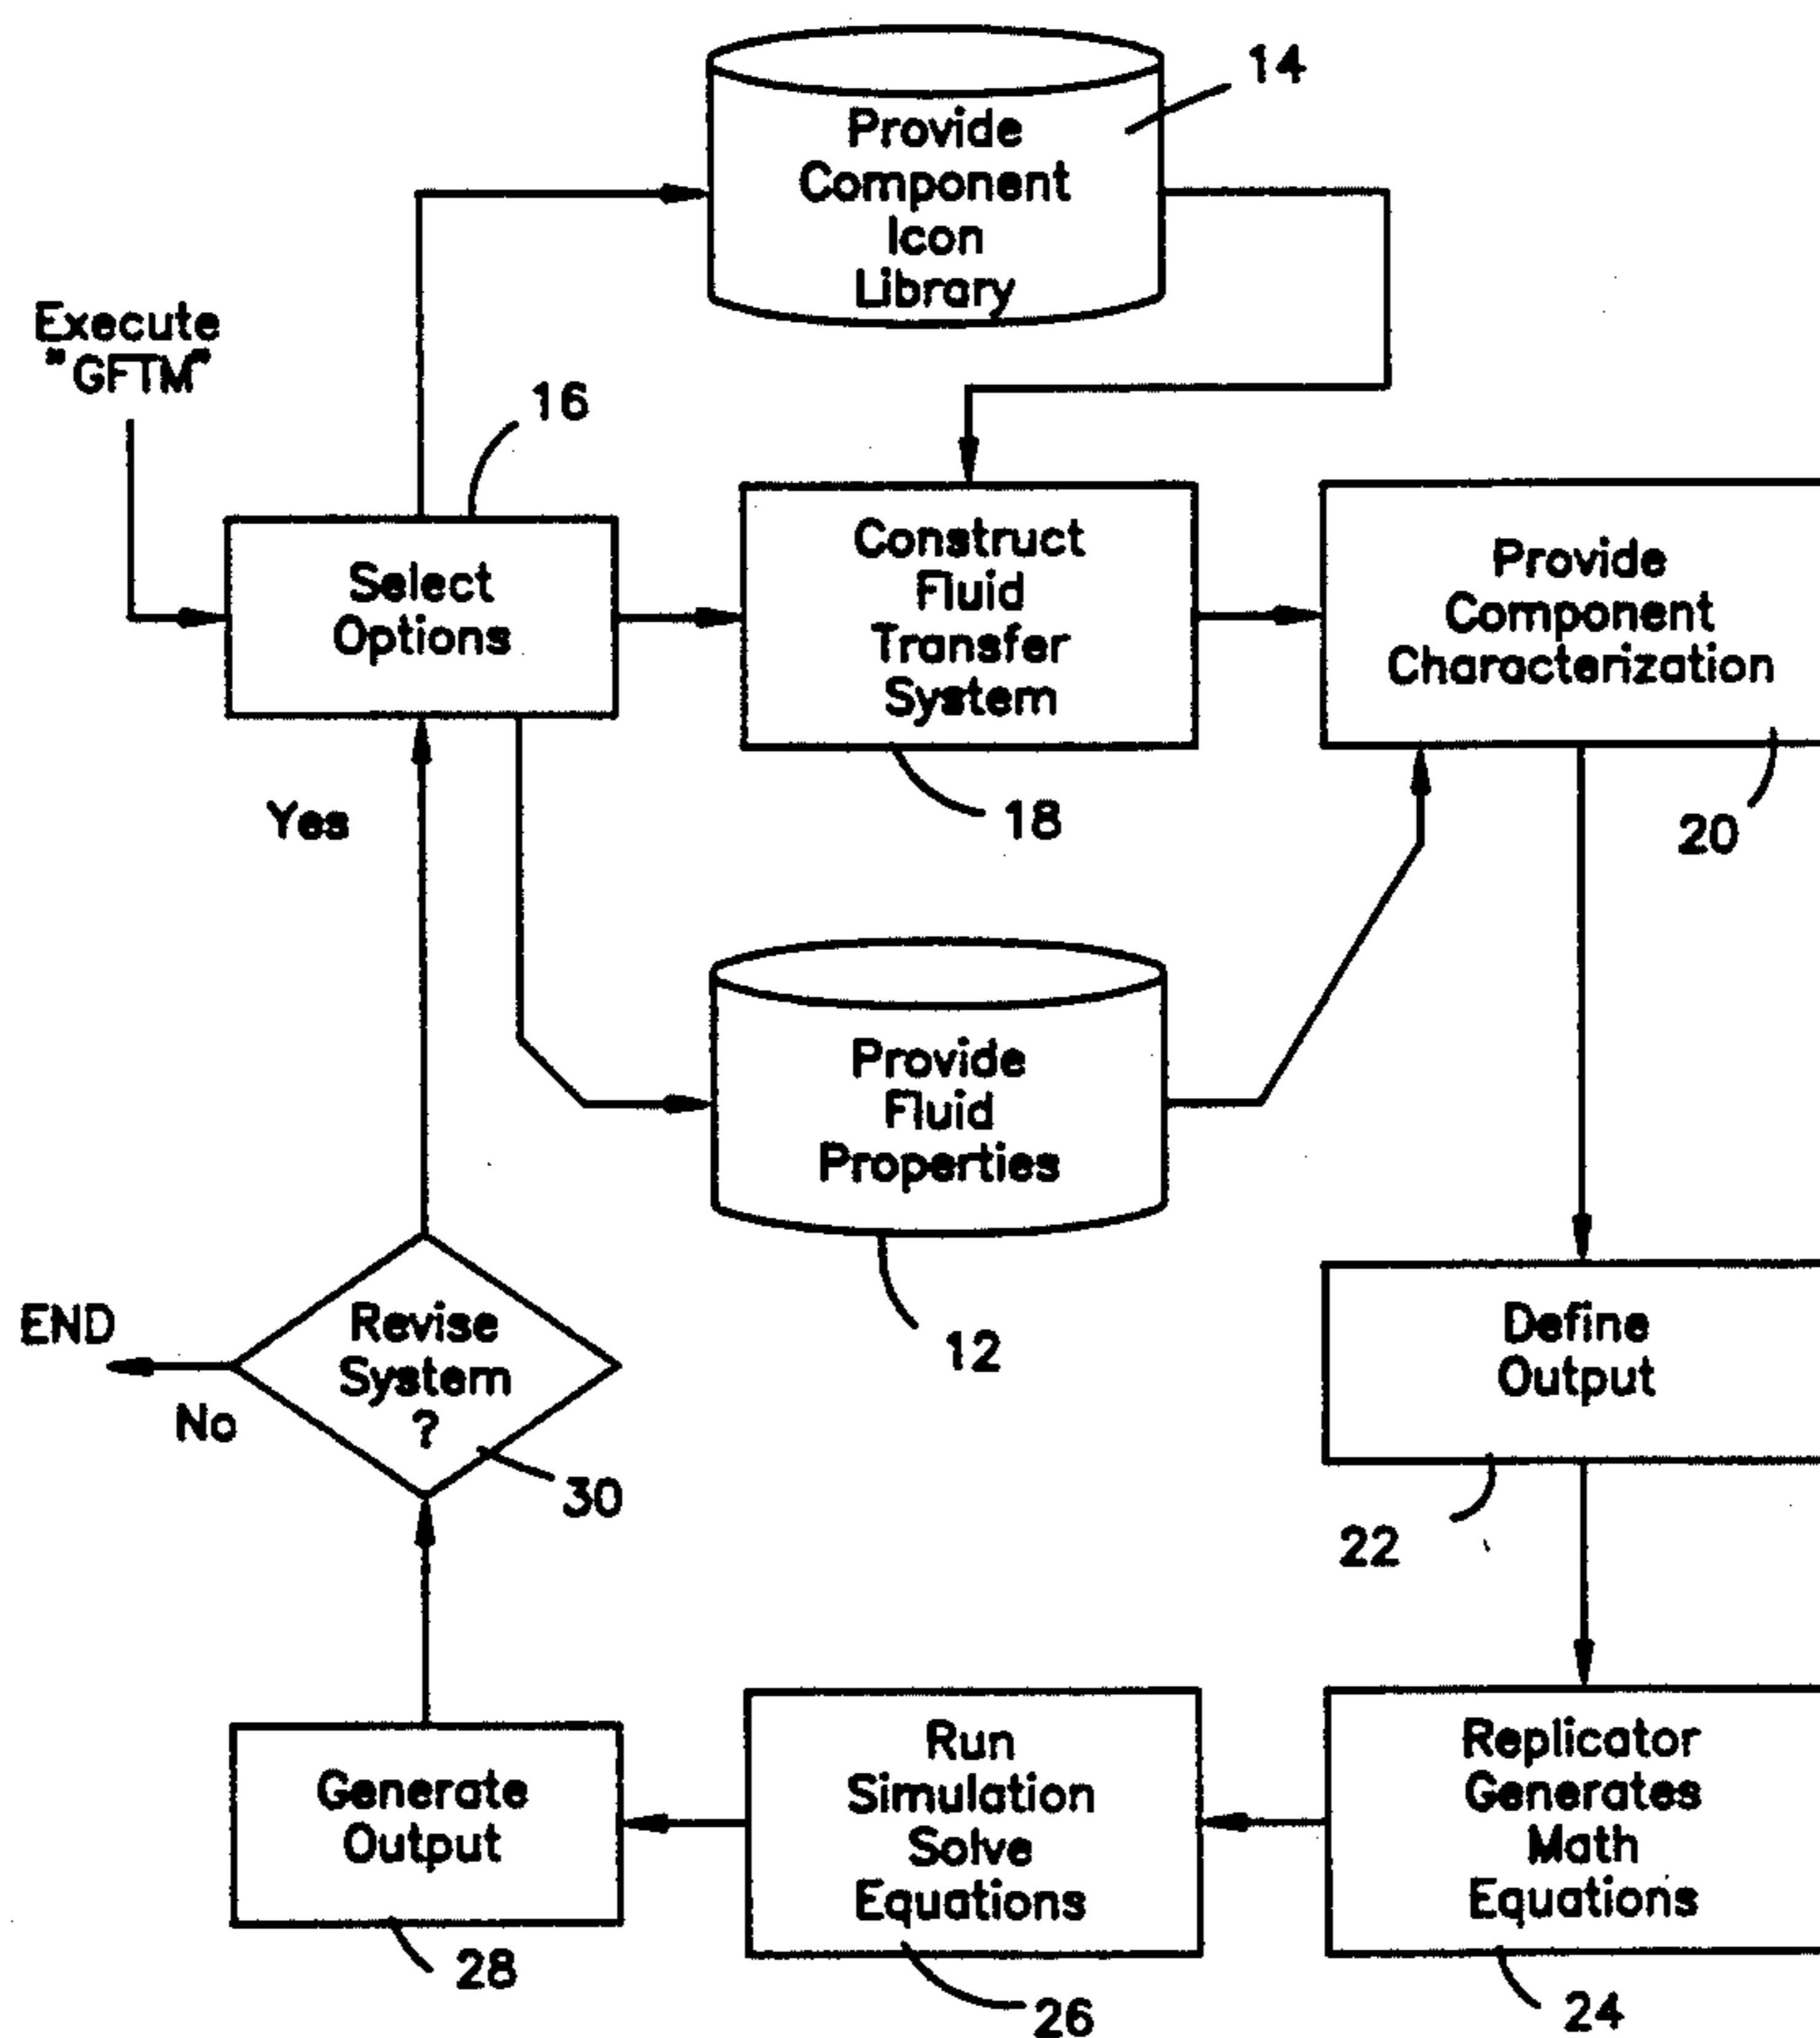 14
Provide
Component
Icon
Library
Execute
"GFTM"
16
Select
Options
Construct
Fluid
Transfer
System
Provide
Component
Characterization
Yes
18
20
Provide
Fluid
Properties
12
END
Revise
System
?
No
30
Define
Output
22
Generate
Output
28
Run
Simulation
Solve
Equations
26
Replicator
Generates
Math
Equations
24